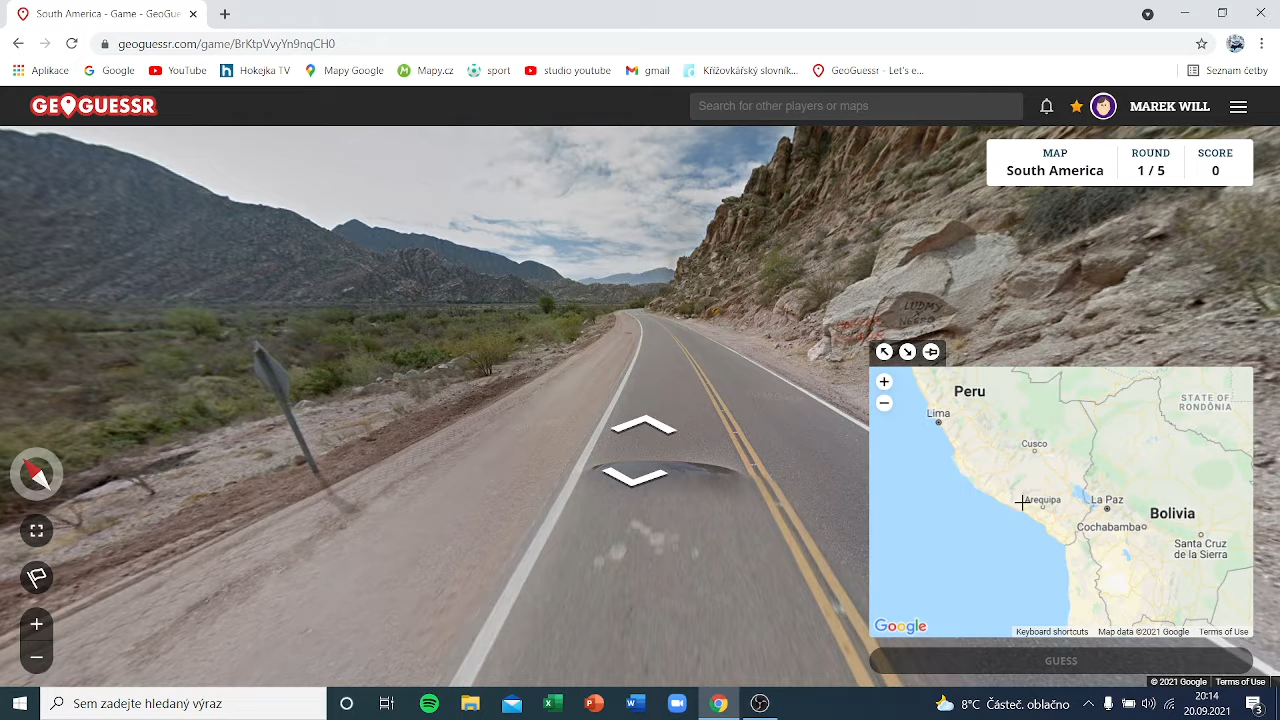 South America - Game - GeoGue
geoguessr.com/game/BrKtpVvyYn9nqCH0
Aplikace
Google
YouTube
Hokejka TV
Mapy Google
Mapy.cz
sport
studio youtube
gmail
Křížovkářský slovn...
GeoGuessr - Let's e...
Seznam četby
GEOGUESSR
Search for other players or maps
MAREK WILL
MAP
ROUND
SCORE
South America
1 / 5
0
LUDMY
Peru
STATE OF
RONDÔNIA
Lima
Cusco
Arequipa
La Paz
Bolivia
Cochabamba
Santa Cruz
de la Sierra
Google
Keyboard shortcuts
Map data ©2021 Google
Terms of Use
GUESS
© 2021 Google
Terms of Use
Sem zadejte hledaný výraz
8°C Částeč. oblačno
20:14
20.09.2021
3